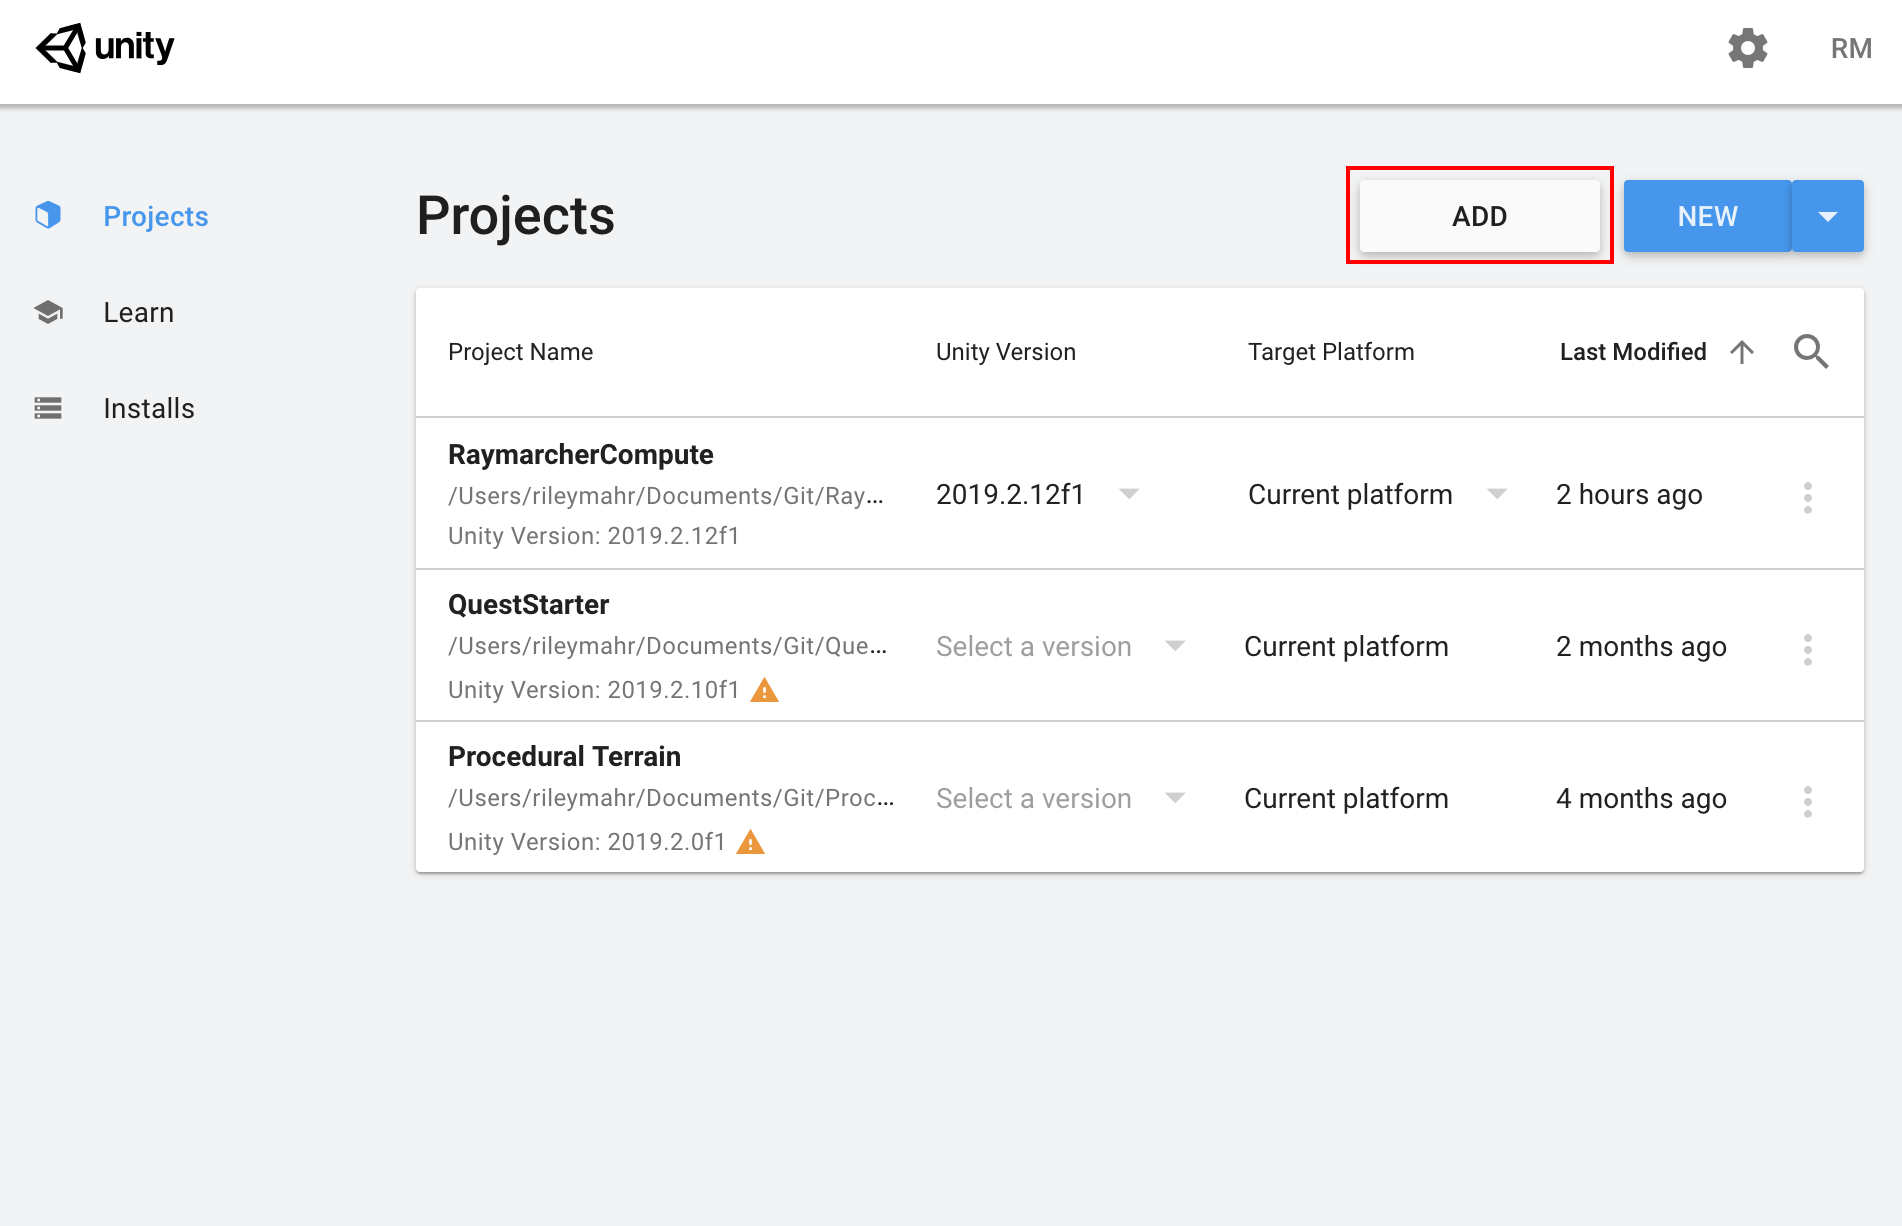 unity
RM
Projects
Learn
Installs
Projects
ADD
NEW
Project Name
Unity Version
Target Platform
Last Modified
RaymarcherCompute
/Users/rileymahr/Documents/Git/Ray...
Unity Version: 2019.2.12f1
2019.2.12f1
Current platform
2 hours ago
QuestStarter
/Users/rileymahr/Documents/Git/Que...
Unity Version: 2019.2.10f1
Select a version
Current platform
2 months ago
Procedural Terrain
/Users/rileymahr/Documents/Git/Proc...
Unity Version: 2019.2.0f1
Select a version
Current platform
4 months ago